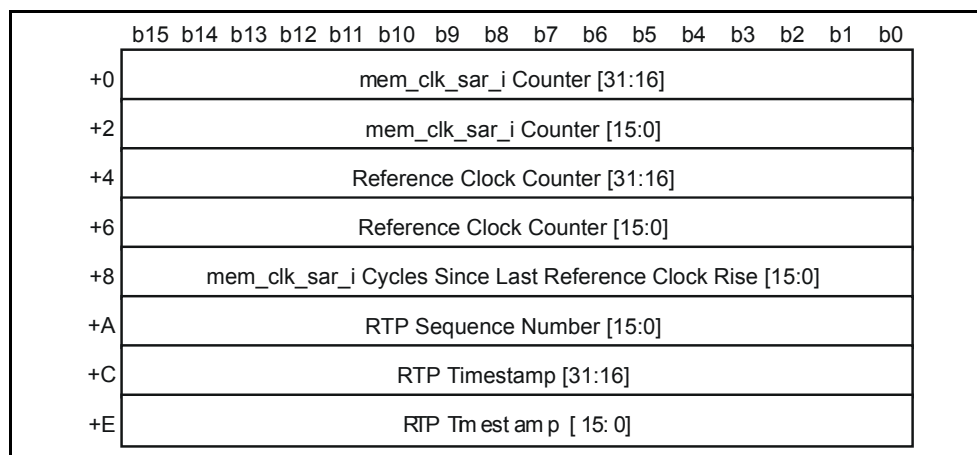 b15 b14 b13 b12 b11 b10 b9 b8 b7 b6 b5 b4 b3 b2 b1 b0
+0 mem_clk_sar_i Counter [31:16]
+2 mem_clk_sar_i Counter [15:0]
+4 Reference Clock Counter [31:16]
+6 Reference Clock Counter [15:0]
+8 mem_clk_sar_i Cycles Since Last Reference Clock Rise [15:0]
+A RTP Sequence Number [15:0]
+C RTP Timestamp [31:16]
+E RTP Tm est am p [ 15: 0]